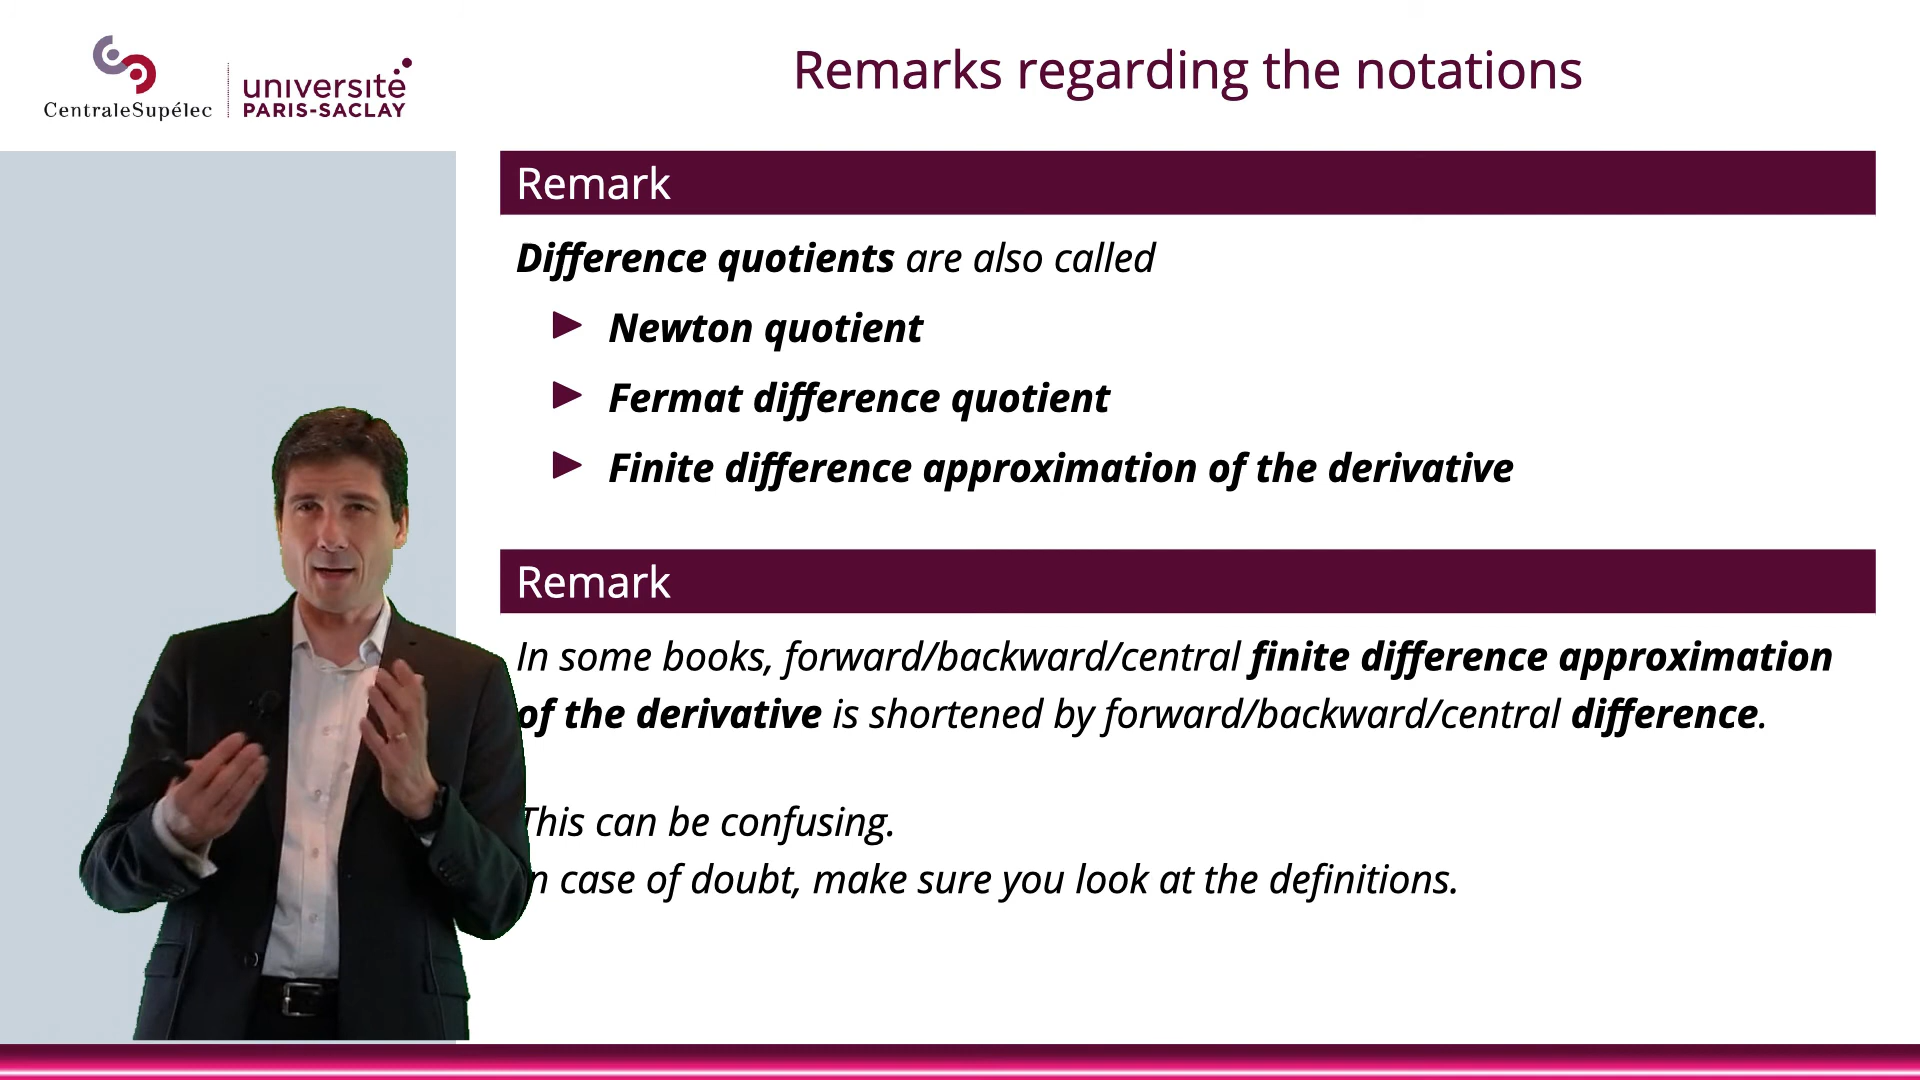 CentraleSupélec
université
PARIS-SACLAY
Remarks regarding the notations
Remark
Difference quotients are also called
Newton quotient
Fermat difference quotient
Finite difference approximation of the derivative
Remark
In some books, forward/backward/central finite difference approximation
of the derivative is shortened by forward/backward/central difference.
This can be confusing.
In case of doubt, make sure you look at the definitions.